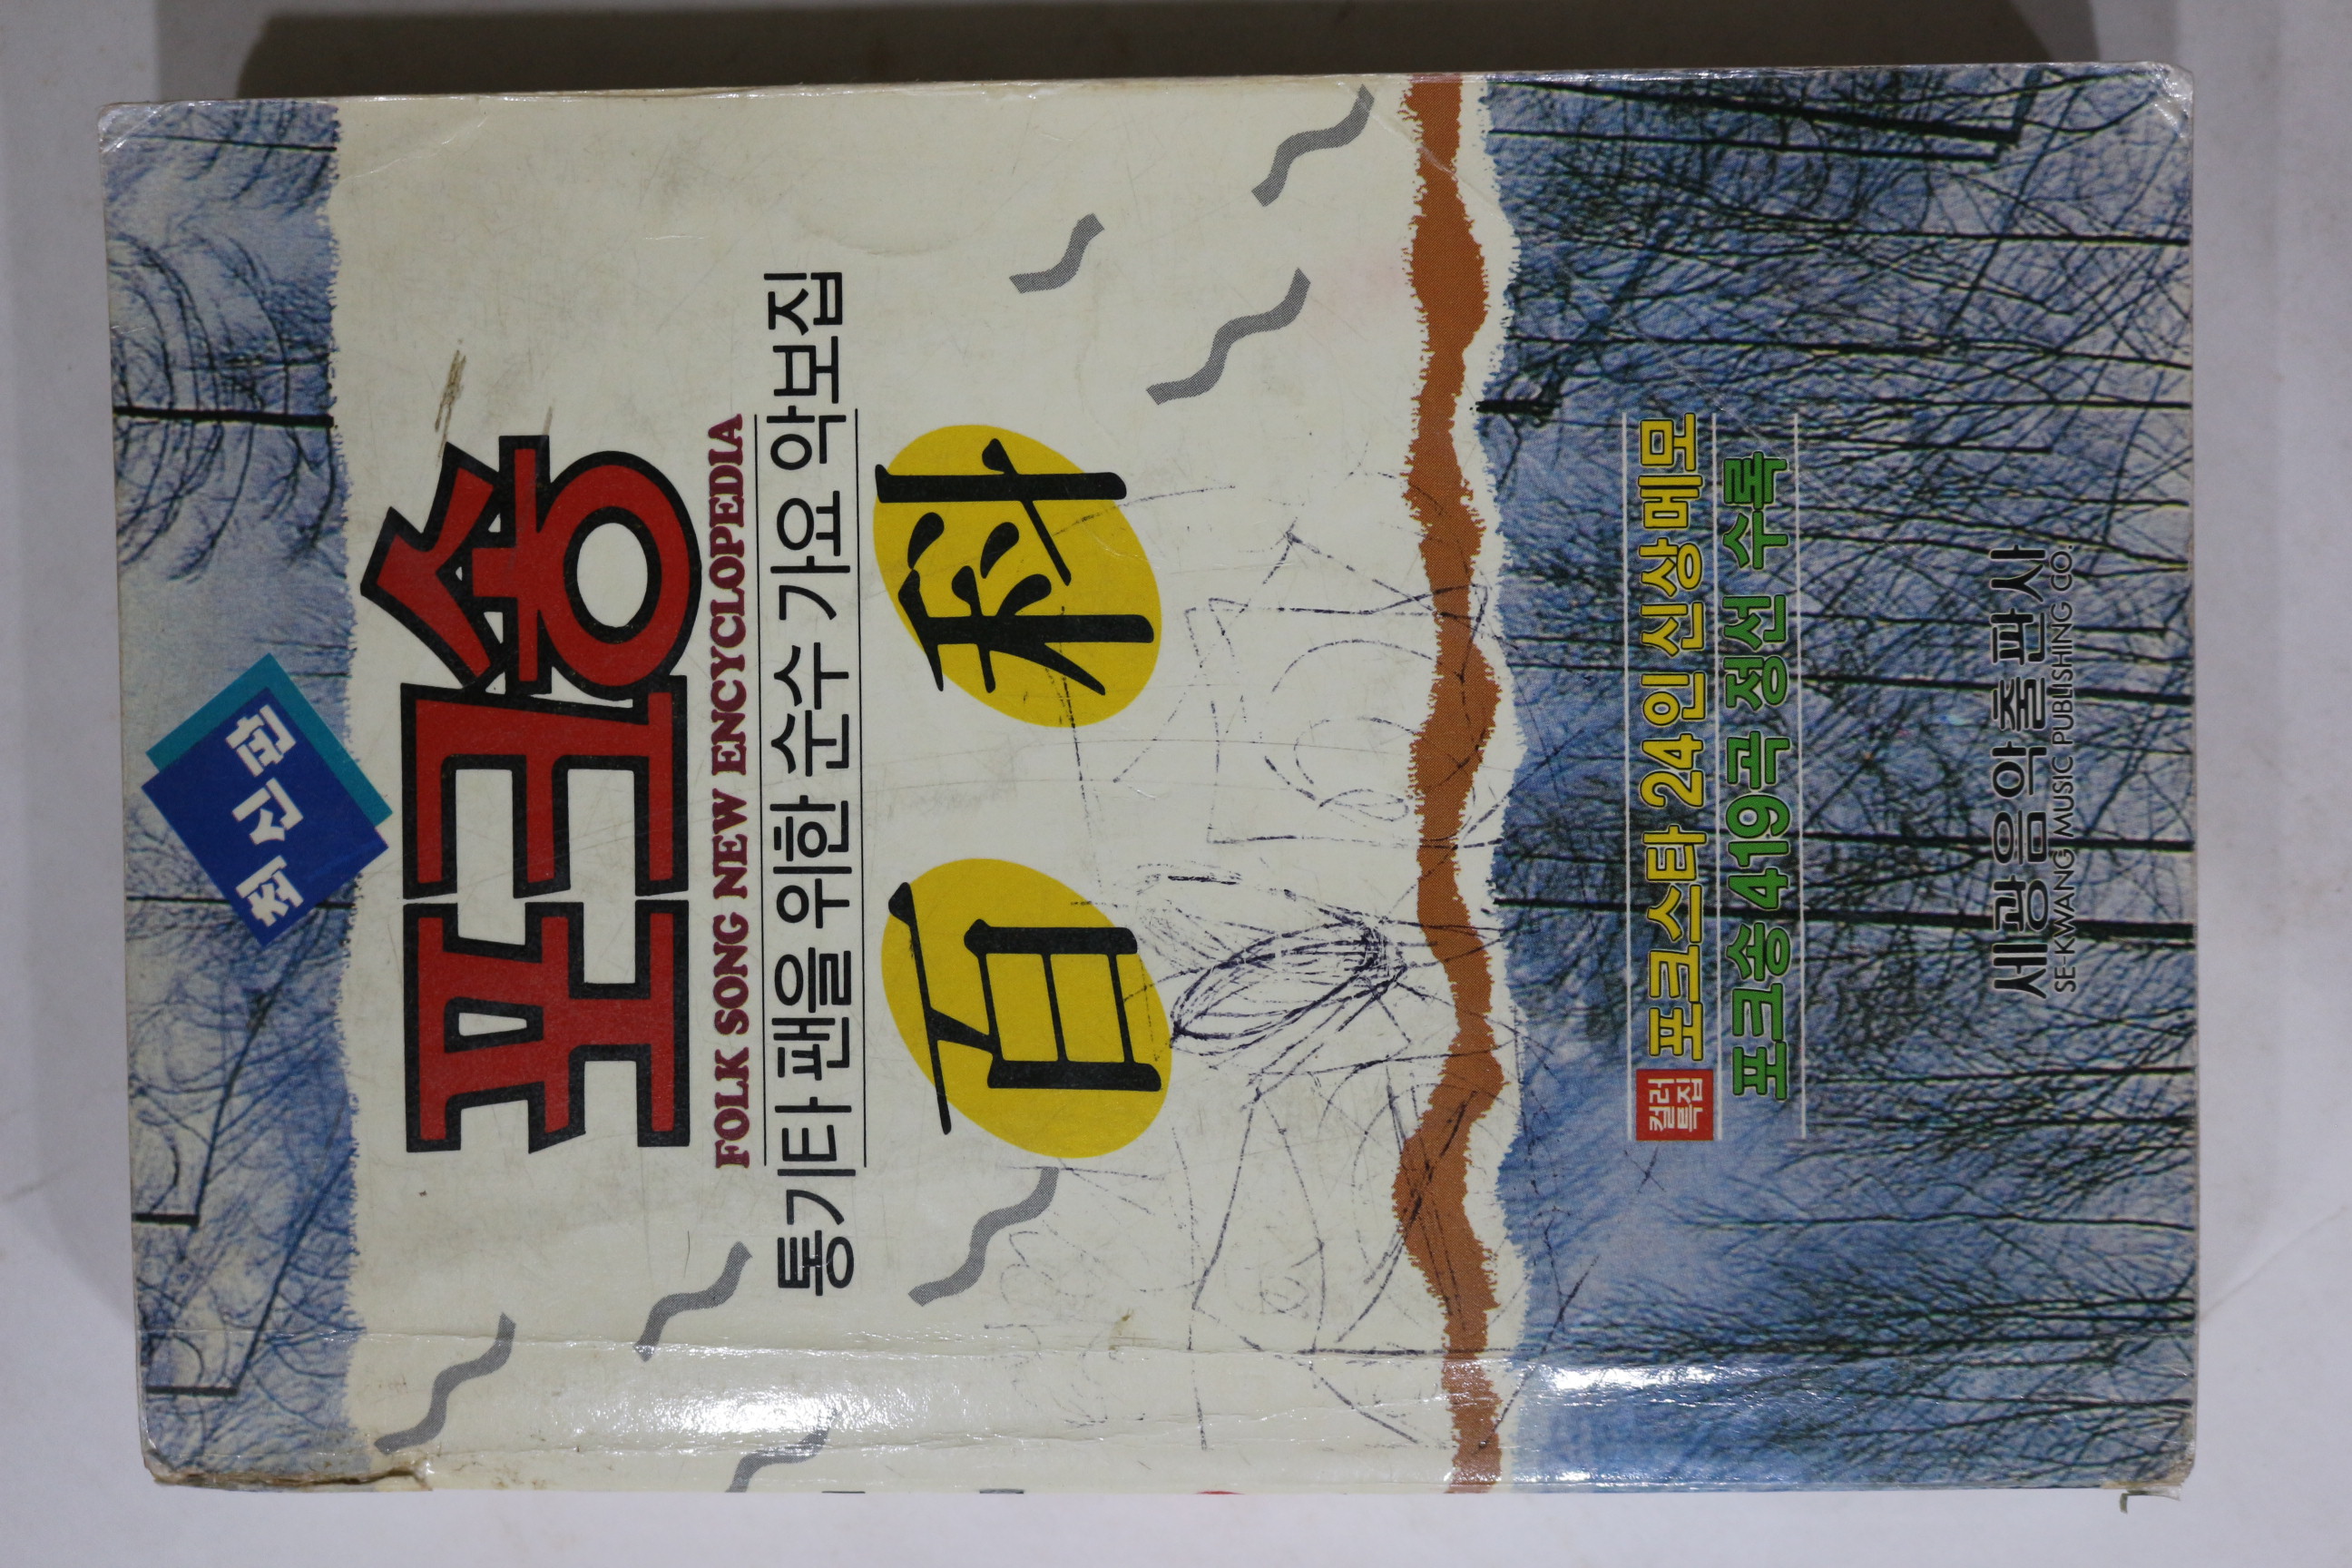 최신판
포크송
FOLK SONG NEW ENCYCLOPEDIA
통기타 팬을 위한 순수 가요 악보집
百科
컬러특집 포크스타 24인 신상메모
포크송 419곡 정선 수록
세광음악출판사
SE-KWANG MUSIC PUBLISHING CO.